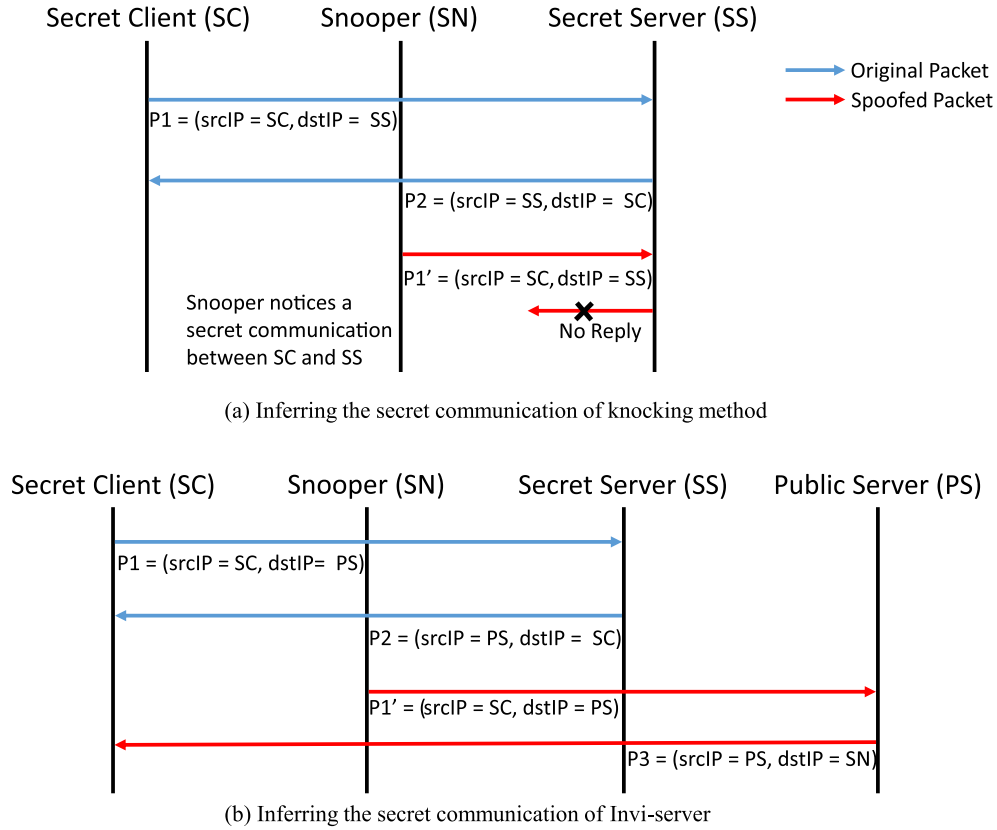 Secret Client (SC) Snooper (SN) Secret Server (SS)
Original Packet
Spoofed Packet
P1 = (srcIP = SC, dstIP = SS)
P2 = (srcIP = SS, dstIP = SC)
P1’ = (srcIP = SC, dstIP = SS)
Snooper notices a
secret communication
between SC and SS
No Reply
(a) Inferring the secret communication of knocking method
Secret Client (SC) Snooper (SN) Secret Server (SS) Public Server (PS)
P1 = (srcIP = SC, dstIP= PS)
P2 = (srcIP = PS, dstIP = SC)
P1’ = (srcIP = SC, dstIP = PS)
P3 = (srcIP = PS, dstIP = SN)
(b) Inferring the secret communication of Invi-server